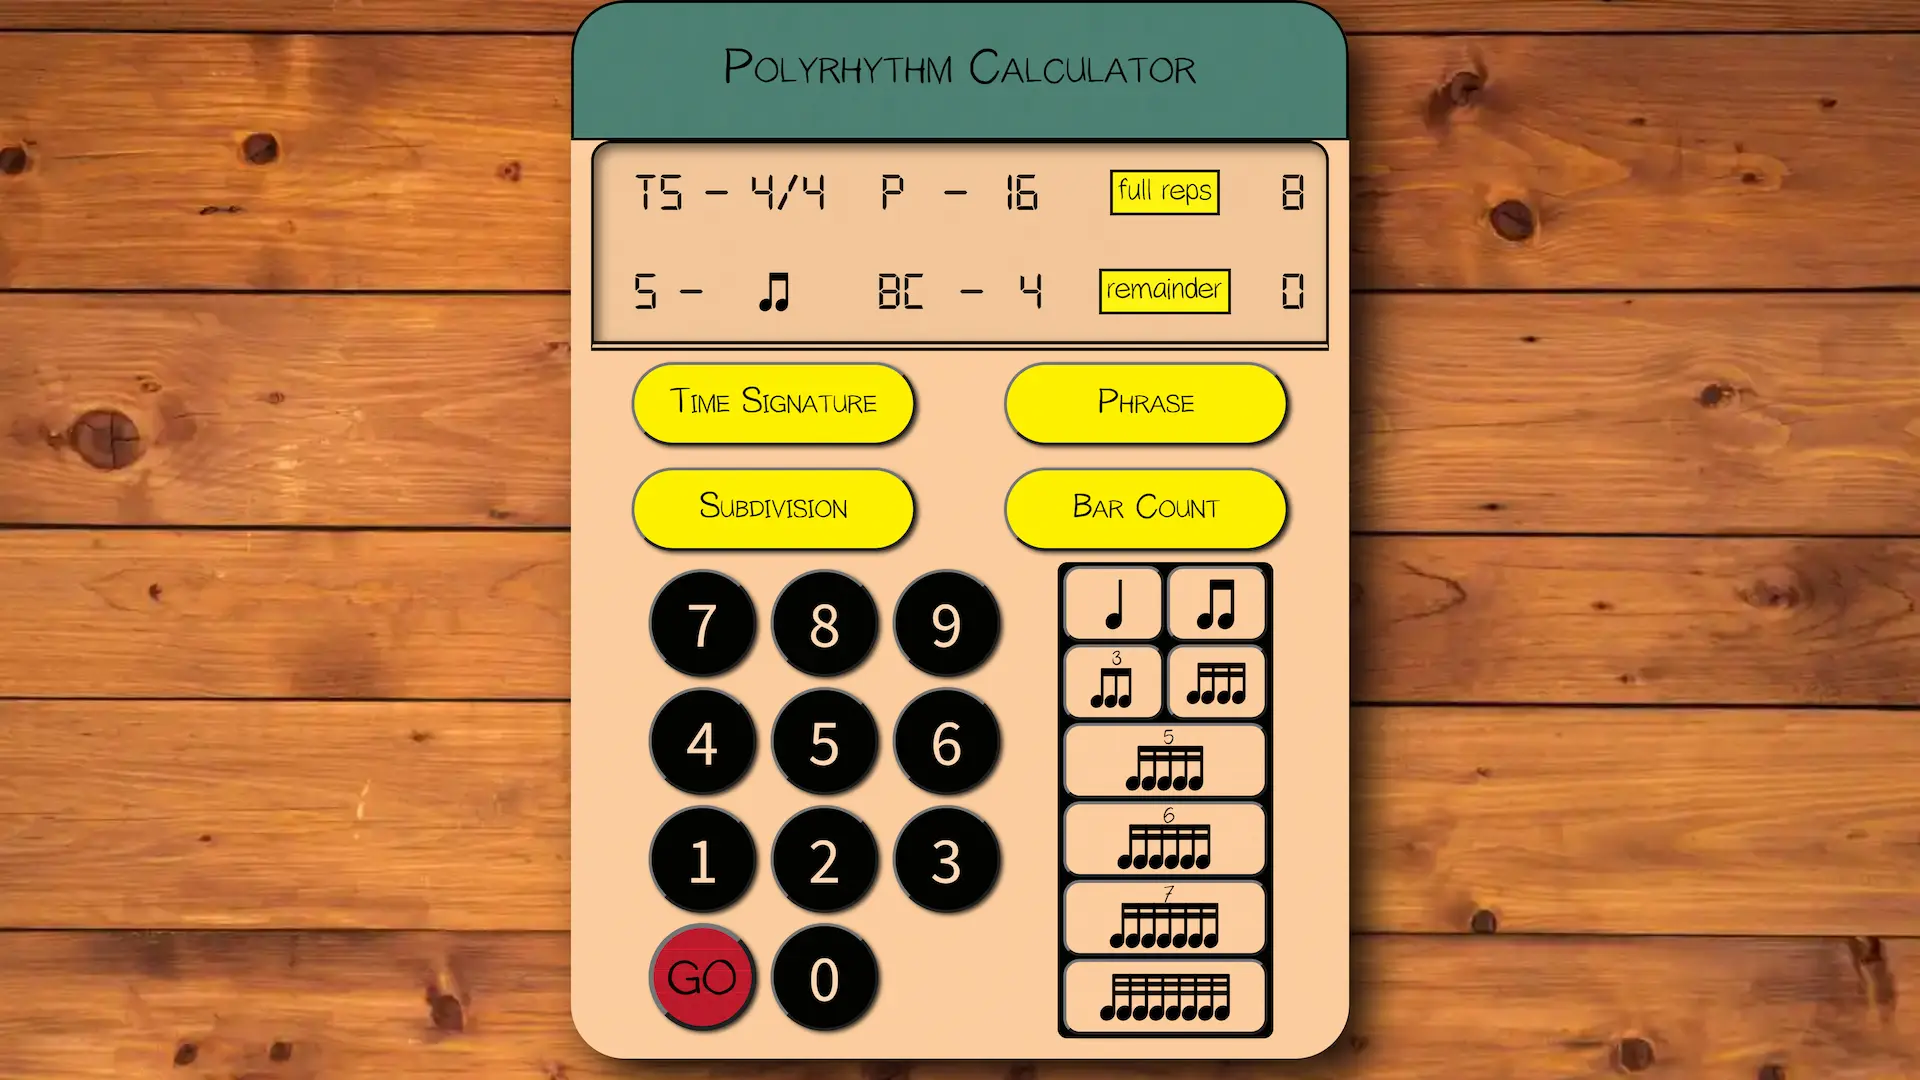 Polyrhythm Calculator
TS - 4/4 P - 16 full reps 8
S - ♫ BC - 4 remainder 0
Time Signature Phrase
Subdivision Bar Count
7 8 9
4 5 6
1 2 3
GO 0
3
5
6
7